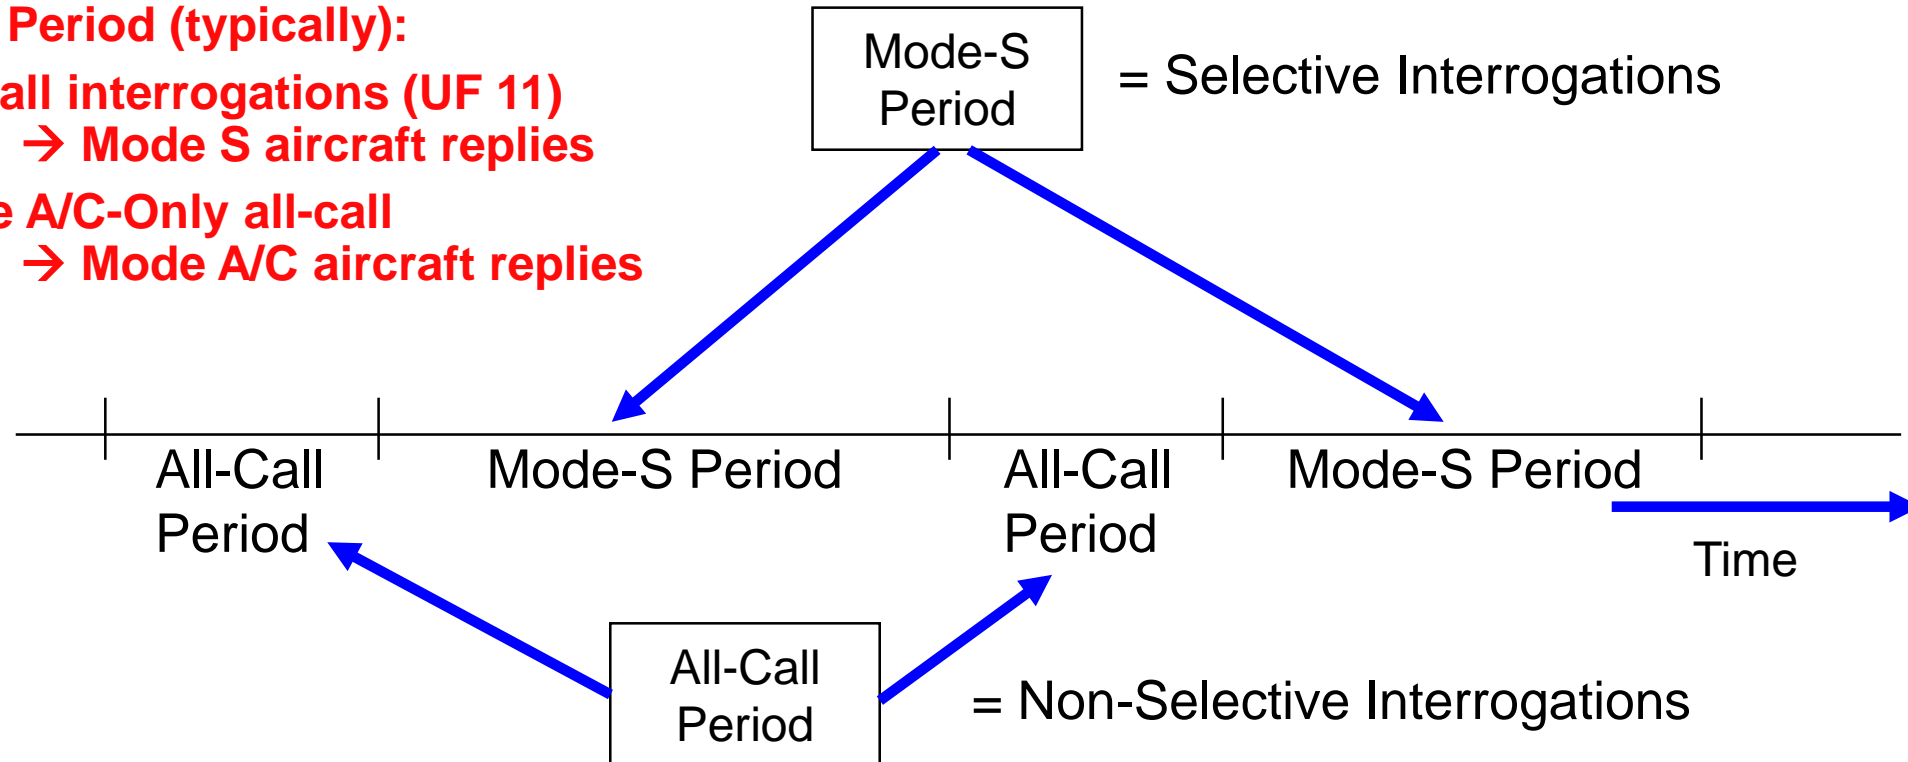 Period (typically):
all interrogations (UF 11)
→ Mode S aircraft replies
e A/C-Only all-call
→ Mode A/C aircraft replies
Mode-S
Period
= Selective Interrogations
All-Call
Period
Mode-S Period
All-Call
Period
Mode-S Period
Time
All-Call
Period
= Non-Selective Interrogations